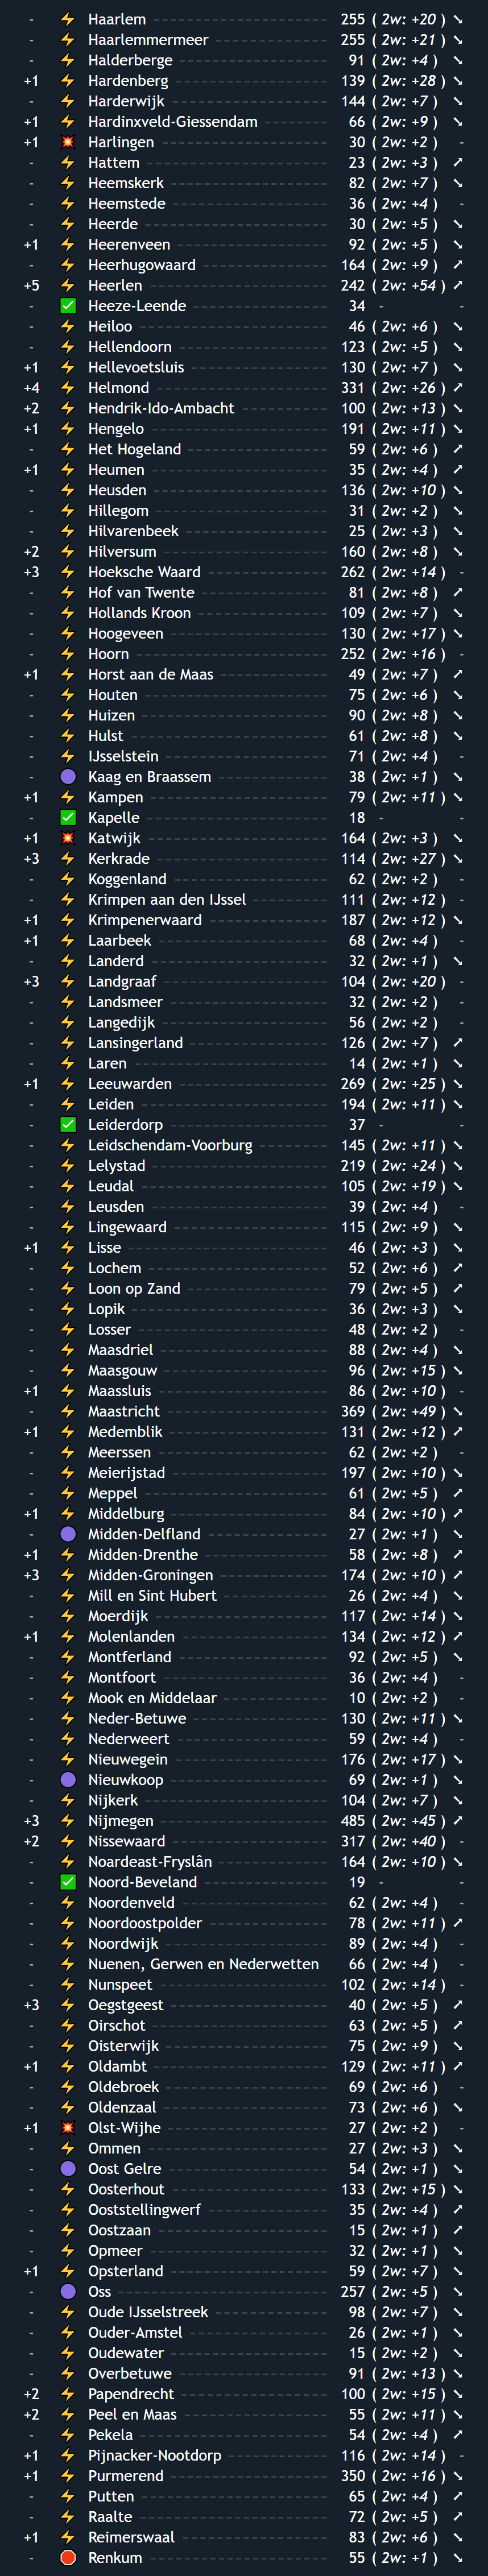 - ⚡ Haarlem 255 ( 2w: +20 ) ➘
- ⚡ Haarlemmermeer 255 ( 2w: +21 ) ➘
- ⚡ Halderberge 91 ( 2w: +4 ) ➘
+1 ⚡ Hardenberg 139 ( 2w: +28 ) ➘
- ⚡ Harderwijk 144 ( 2w: +7 ) ➘
+1 ⚡ Hardinxveld-Giessendam 66 ( 2w: +9 ) ➘
+1 💥 Harlingen 30 ( 2w: +2 ) -
- ⚡ Hattem 23 ( 2w: +3 ) ➚
- ⚡ Heemskerk 82 ( 2w: +7 ) ➘
- ⚡ Heemstede 36 ( 2w: +4 ) -
- ⚡ Heerde 30 ( 2w: +5 ) ➘
+1 ⚡ Heerenveen 92 ( 2w: +5 ) ➘
- ⚡ Heerhugowaard 164 ( 2w: +9 ) ➚
+5 ⚡ Heerlen 242 ( 2w: +54 ) ➚
- ✅ Heeze-Leende 34 - -
- ⚡ Heiloo 46 ( 2w: +6 ) ➘
- ⚡ Hellendoorn 123 ( 2w: +5 ) ➘
+1 ⚡ Hellevoetsluis 130 ( 2w: +7 ) ➘
+4 ⚡ Helmond 331 ( 2w: +26 ) ➚
+2 ⚡ Hendrik-Ido-Ambacht 100 ( 2w: +13 ) ➘
+1 ⚡ Hengelo 191 ( 2w: +11 ) ➘
- ⚡ Het Hogeland 59 ( 2w: +6 ) ➚
+1 ⚡ Heumen 35 ( 2w: +4 ) ➚
- ⚡ Heusden 136 ( 2w: +10 ) ➘
- ⚡ Hillegom 31 ( 2w: +2 ) ➘
- ⚡ Hilvarenbeek 25 ( 2w: +3 ) ➘
+2 ⚡ Hilversum 160 ( 2w: +8 ) ➘
+3 ⚡ Hoeksche Waard 262 ( 2w: +14 ) -
- ⚡ Hof van Twente 81 ( 2w: +8 ) ➚
- ⚡ Hollands Kroon 109 ( 2w: +7 ) ➘
- ⚡ Hoogeveen 130 ( 2w: +17 ) ➘
- ⚡ Hoorn 252 ( 2w: +16 ) -
+1 ⚡ Horst aan de Maas 49 ( 2w: +7 ) ➚
- ⚡ Houten 75 ( 2w: +6 ) ➘
- ⚡ Huizen 90 ( 2w: +8 ) ➘
- ⚡ Hulst 61 ( 2w: +8 ) ➘
- ⚡ IJsselstein 71 ( 2w: +4 ) -
- 🟣 Kaag en Braassem 38 ( 2w: +1 ) ➘
+1 ⚡ Kampen 79 ( 2w: +11 ) ➘
- ✅ Kapelle 18 - -
+1 💥 Katwijk 164 ( 2w: +3 ) ➘
+3 ⚡ Kerkrade 114 ( 2w: +27 ) ➘
- ⚡ Koggenland 62 ( 2w: +2 ) -
- ⚡ Krimpen aan den IJssel 111 ( 2w: +12 ) -
+1 ⚡ Krimpenerwaard 187 ( 2w: +12 ) ➘
+1 ⚡ Laarbeek 68 ( 2w: +4 ) -
- ⚡ Landerd 32 ( 2w: +1 ) ➘
+3 ⚡ Landgraaf 104 ( 2w: +20 ) -
- ⚡ Landsmeer 32 ( 2w: +2 ) -
- ⚡ Langedijk 56 ( 2w: +2 ) -
- ⚡ Lansingerland 126 ( 2w: +7 ) ➚
- ⚡ Laren 14 ( 2w: +1 ) ➘
+1 ⚡ Leeuwarden 269 ( 2w: +25 ) ➘
- ⚡ Leiden 194 ( 2w: +11 ) ➘
- ✅ Leiderdorp 37 - -
- ⚡ Leidschendam-Voorburg 145 ( 2w: +11 ) ➘
- ⚡ Lelystad 219 ( 2w: +24 ) ➘
- ⚡ Leudal 105 ( 2w: +19 ) ➘
- ⚡ Leusden 39 ( 2w: +4 ) -
- ⚡ Lingewaard 115 ( 2w: +9 ) ➘
+1 ⚡ Lisse 46 ( 2w: +3 ) ➘
- ⚡ Lochem 52 ( 2w: +6 ) ➚
- ⚡ Loon op Zand 79 ( 2w: +5 ) ➚
- ⚡ Lopik 36 ( 2w: +3 ) ➘
- ⚡ Losser 48 ( 2w: +2 ) -
- ⚡ Maasdriel 88 ( 2w: +4 ) ➘
- ⚡ Maasgouw 96 ( 2w: +15 ) ➘
+1 ⚡ Maassluis 86 ( 2w: +10 ) -
- ⚡ Maastricht 369 ( 2w: +49 ) ➘
+1 ⚡ Medemblik 131 ( 2w: +12 ) ➚
- ⚡ Meerssen 62 ( 2w: +2 ) -
- ⚡ Meierijstad 197 ( 2w: +10 ) ➘
- ⚡ Meppel 61 ( 2w: +5 ) ➚
+1 ⚡ Middelburg 84 ( 2w: +10 ) ➚
- 🟣 Midden-Delfland 27 ( 2w: +1 ) ➘
+1 ⚡ Midden-Drenthe 58 ( 2w: +8 ) ➚
+3 ⚡ Midden-Groningen 174 ( 2w: +10 ) ➚
- ⚡ Mill en Sint Hubert 26 ( 2w: +4 ) ➘
- ⚡ Moerdijk 117 ( 2w: +14 ) ➘
+1 ⚡ Molenlanden 134 ( 2w: +12 ) ➚
- ⚡ Montferland 92 ( 2w: +5 ) ➘
- ⚡ Montfoort 36 ( 2w: +4 ) -
- ⚡ Mook en Middelaar 10 ( 2w: +2 ) -
- ⚡ Neder-Betuwe 130 ( 2w: +11 ) ➘
- ⚡ Nederweert 59 ( 2w: +4 ) -
- ⚡ Nieuwegein 176 ( 2w: +17 ) ➘
- 🟣 Nieuwkoop 69 ( 2w: +1 ) ➘
- ⚡ Nijkerk 104 ( 2w: +7 ) ➘
+3 ⚡ Nijmegen 485 ( 2w: +45 ) ➚
+2 ⚡ Nissewaard 317 ( 2w: +40 ) -
- ⚡ Noardeast-Fryslân 164 ( 2w: +10 ) ➘
- ✅ Noord-Beveland 19 - -
- ⚡ Noordenveld 62 ( 2w: +4 ) -
- ⚡ Noordoostpolder 78 ( 2w: +11 ) ➚
- ⚡ Noordwijk 89 ( 2w: +4 ) -
- ⚡ Nuenen, Gerwen en Nederwetten 66 ( 2w: +4 ) -
- ⚡ Nunspeet 102 ( 2w: +14 ) -
+3 ⚡ Oegstgeest 40 ( 2w: +5 ) ➚
- ⚡ Oirschot 63 ( 2w: +5 ) ➚
- ⚡ Oisterwijk 75 ( 2w: +9 ) ➘
+1 ⚡ Oldambt 129 ( 2w: +11 ) ➚
- ⚡ Oldebroek 69 ( 2w: +6 ) -
- ⚡ Oldenzaal 73 ( 2w: +6 ) ➘
+1 💥 Olst-Wijhe 27 ( 2w: +2 ) -
- ⚡ Ommen 27 ( 2w: +3 ) ➘
- 🟣 Oost Gelre 54 ( 2w: +1 ) ➘
- ⚡ Oosterhout 133 ( 2w: +15 ) ➘
- ⚡ Ooststellingwerf 35 ( 2w: +4 ) ➚
- ⚡ Oostzaan 15 ( 2w: +1 ) ➚
- ⚡ Opmeer 32 ( 2w: +1 ) ➘
+1 ⚡ Opsterland 59 ( 2w: +7 ) ➘
- 🟣 Oss 257 ( 2w: +5 ) ➘
- ⚡ Oude IJsselstreek 98 ( 2w: +7 ) ➘
- ⚡ Ouder-Amstel 26 ( 2w: +1 ) ➘
- ⚡ Oudewater 15 ( 2w: +2 ) ➘
- ⚡ Overbetuwe 91 ( 2w: +13 ) ➘
+2 ⚡ Papendrecht 100 ( 2w: +15 ) ➘
+2 ⚡ Peel en Maas 55 ( 2w: +11 ) ➘
- ⚡ Pekela 54 ( 2w: +4 ) ➚
+1 ⚡ Pijnacker-Nootdorp 116 ( 2w: +14 ) -
+1 ⚡ Purmerend 350 ( 2w: +16 ) ➘
- ⚡ Putten 65 ( 2w: +4 ) ➚
- ⚡ Raalte 72 ( 2w: +5 ) ➚
+1 ⚡ Reimerswaal 83 ( 2w: +6 ) ➘
- 🛑 Renkum 55 ( 2w: +1 ) ➘